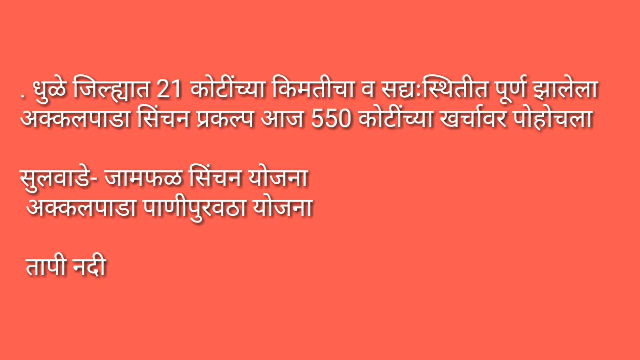 . धुळे जिल्ह्यात 21 कोटींच्या किमतीचा व सद्यःस्थितीत पूर्ण झालेला
अक्कलपाडा सिंचन प्रकल्प आज 550 कोटींच्या खर्चावर पोहोचला
सुलवाडे- जामफळ सिंचन योजना
अक्कलपाडा पाणीपुरवठा योजना
तापी नदी